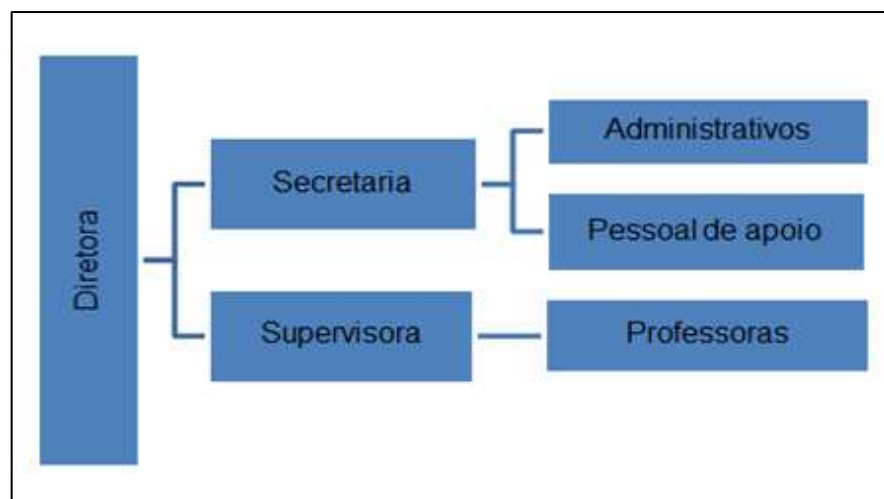 Diretora
Secretaria
Supervisora
Administrativos
Pessoal de apoio
Professoras